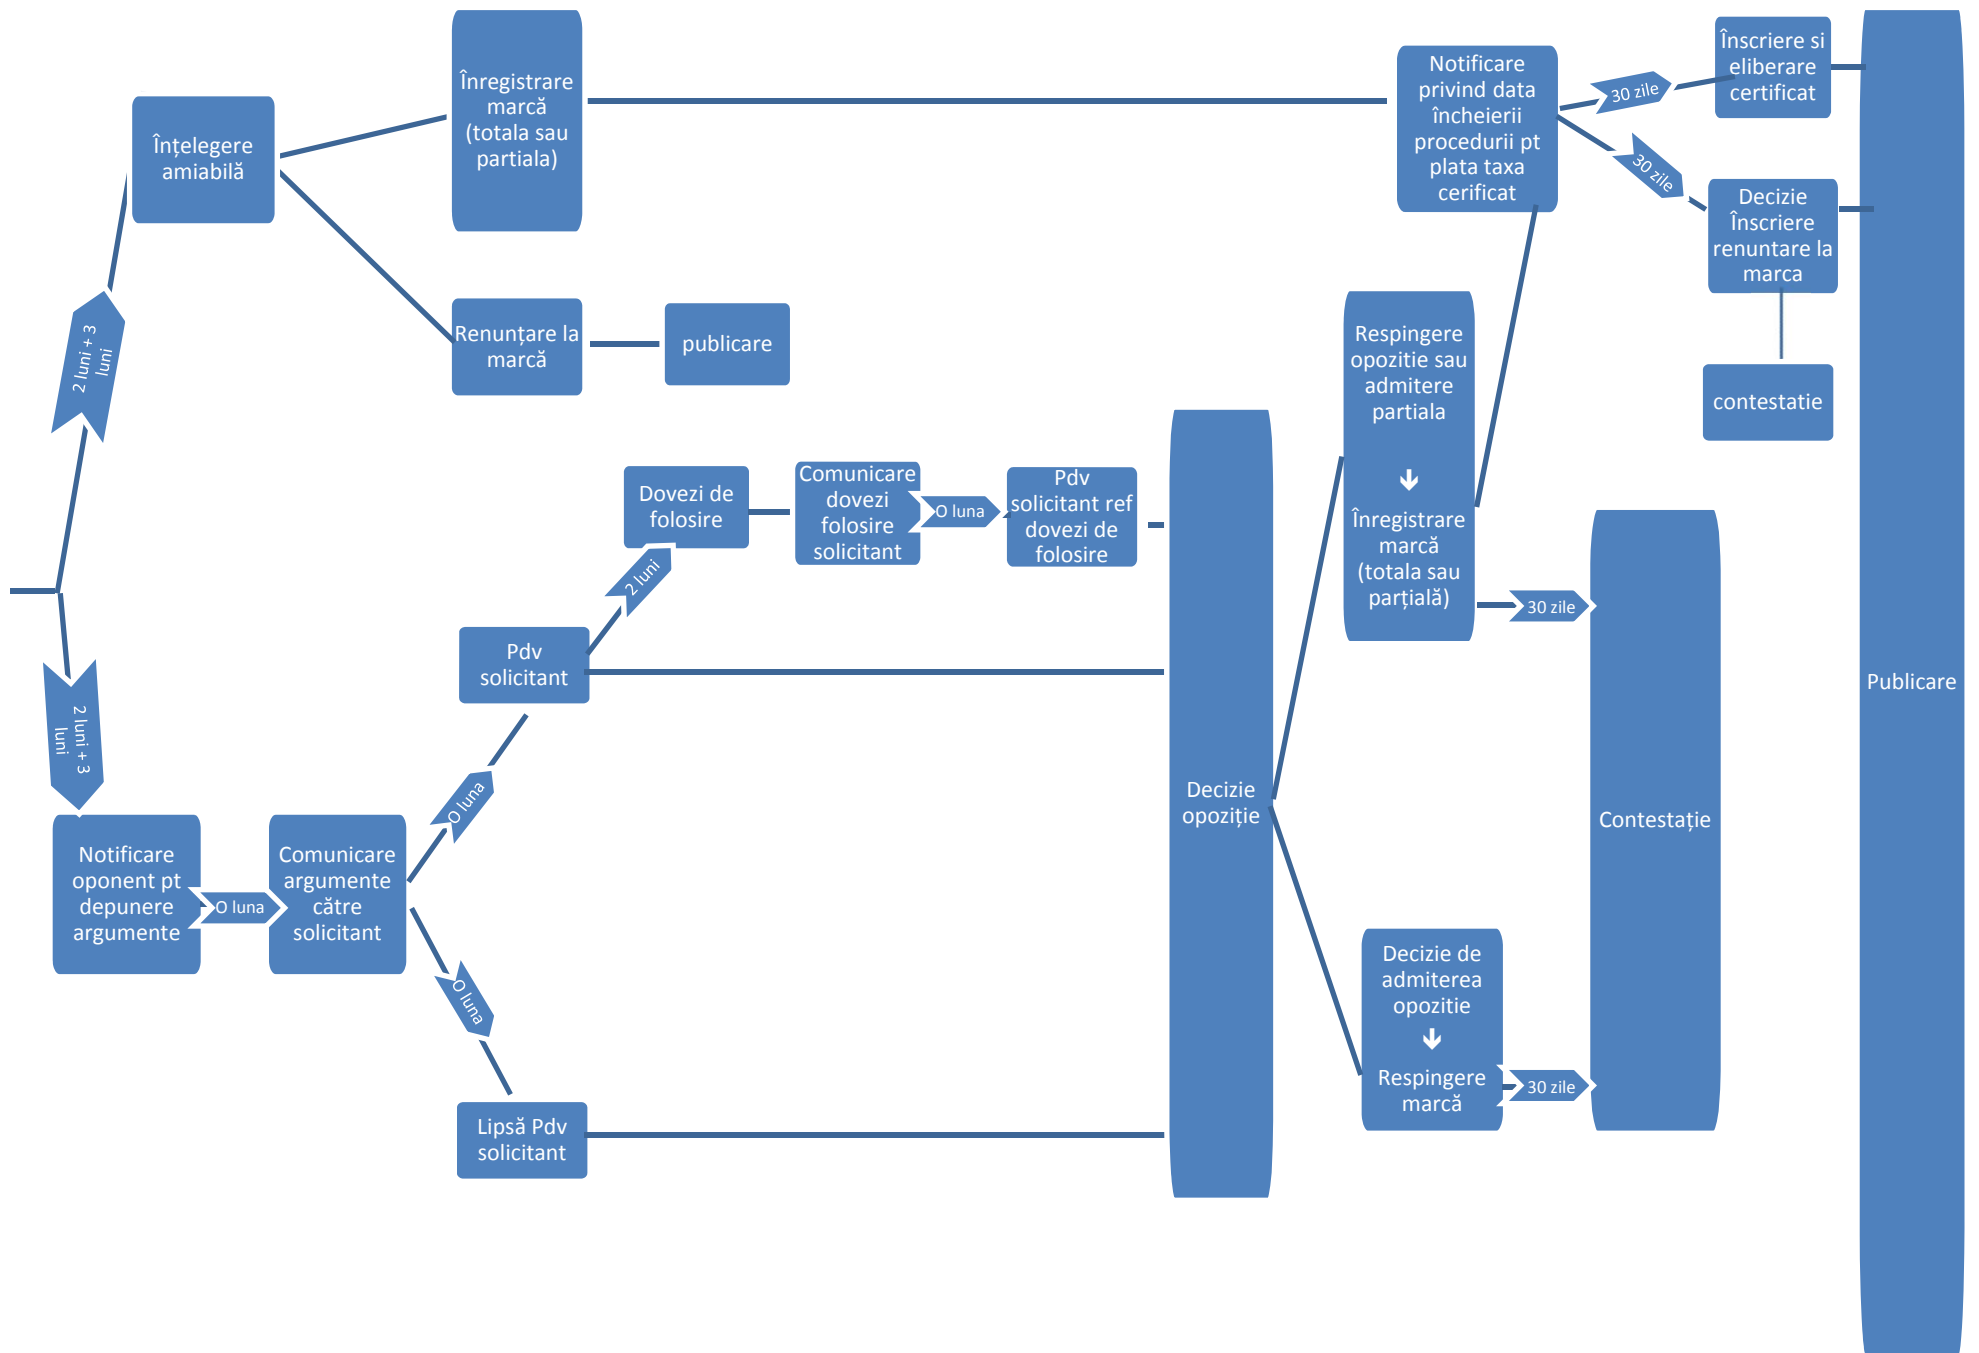 Înțelegere
amiabilă
Înregistrare
marcă
(totala sau
partiala)
Notificare
privind data
încheierii
procedurii pt
plata taxa
cerificat
30 zile
Înscriere si
eliberare
certificat
30 zile
Decizie
Înscriere
renuntare la
marca
contestatie
2 luni + 3
luni
Renunțare la
marcă
publicare
Respingere
opozitie sau
admitere
partiala
🡫
Înregistrare
marcă
(totala sau
parțială)
30 zile
Dovezi de
folosire
Comunicare
dovezi
folosire
solicitant
O luna
Pdv
solicitant ref
dovezi de
folosire
2 luni
Pdv
solicitant
2 luni + 3
luni
O luna
Notificare
oponent pt
depunere
argumente
O luna
Comunicare
argumente
către
solicitant
O luna
Lipsă Pdv
solicitant
Decizie
opoziție
Decizie de
admiterea
opozitie
🡫
Respingere
marcă
30 zile
Contestație
Publicare